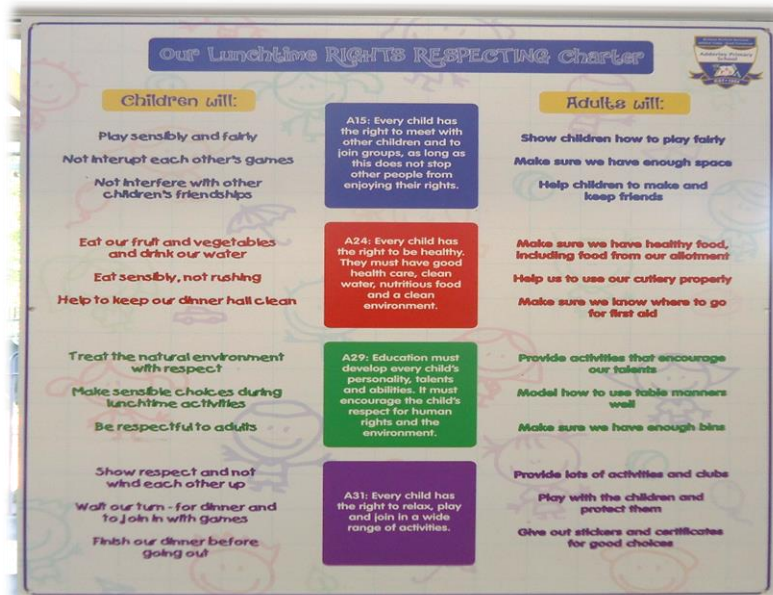 Our Lunchtime RIGHTS RESPECTING Charter
Adderley Primary
School
Children will:
Play sensibly and fairly
Not interupt each other's games
Not interfere with other
children's friendships
A15: Every child has
the right to meet with
other children and to
join groups, as long as
this does not stop
other people from
enjoying their rights.
Adults will:
Show children how to play fairly
Make sure we have enough space
Help children to make and
keep friends
Eat our fruit and vegetables
and drink our water
Eat sensibly, not rushing
Help to keep our dinner hall clean
A24: Every child has
the right to be healthy.
They must have good
health care, clean
water, nutritious food
and a clean
environment.
Make sure we have healthy food,
including food from our allotment
Help us to use our cutlery properly
Make sure we know where to go
for first aid
Treat the natural environment
with respect
Make sensible choices during
lunchtime activities
Be respectful to adults
A29: Education must
develop every child's
personality, talents
and abilities. It must
encourage the child's
respect for human
rights and the
environment.
Provide activities that encourage
our talents
Model how to use table manners
well
Make sure we have enough bins
Show respect and not
wind each other up
Wait our turn - for dinner and
to join in with games
Finish our dinner before
going out
A31: Every child has
the right to relax, play
and join in a wide
range of activities.
Provide lots of activities and clubs
Play with the children and
protect them
Give out stickers and certificates
for good choices